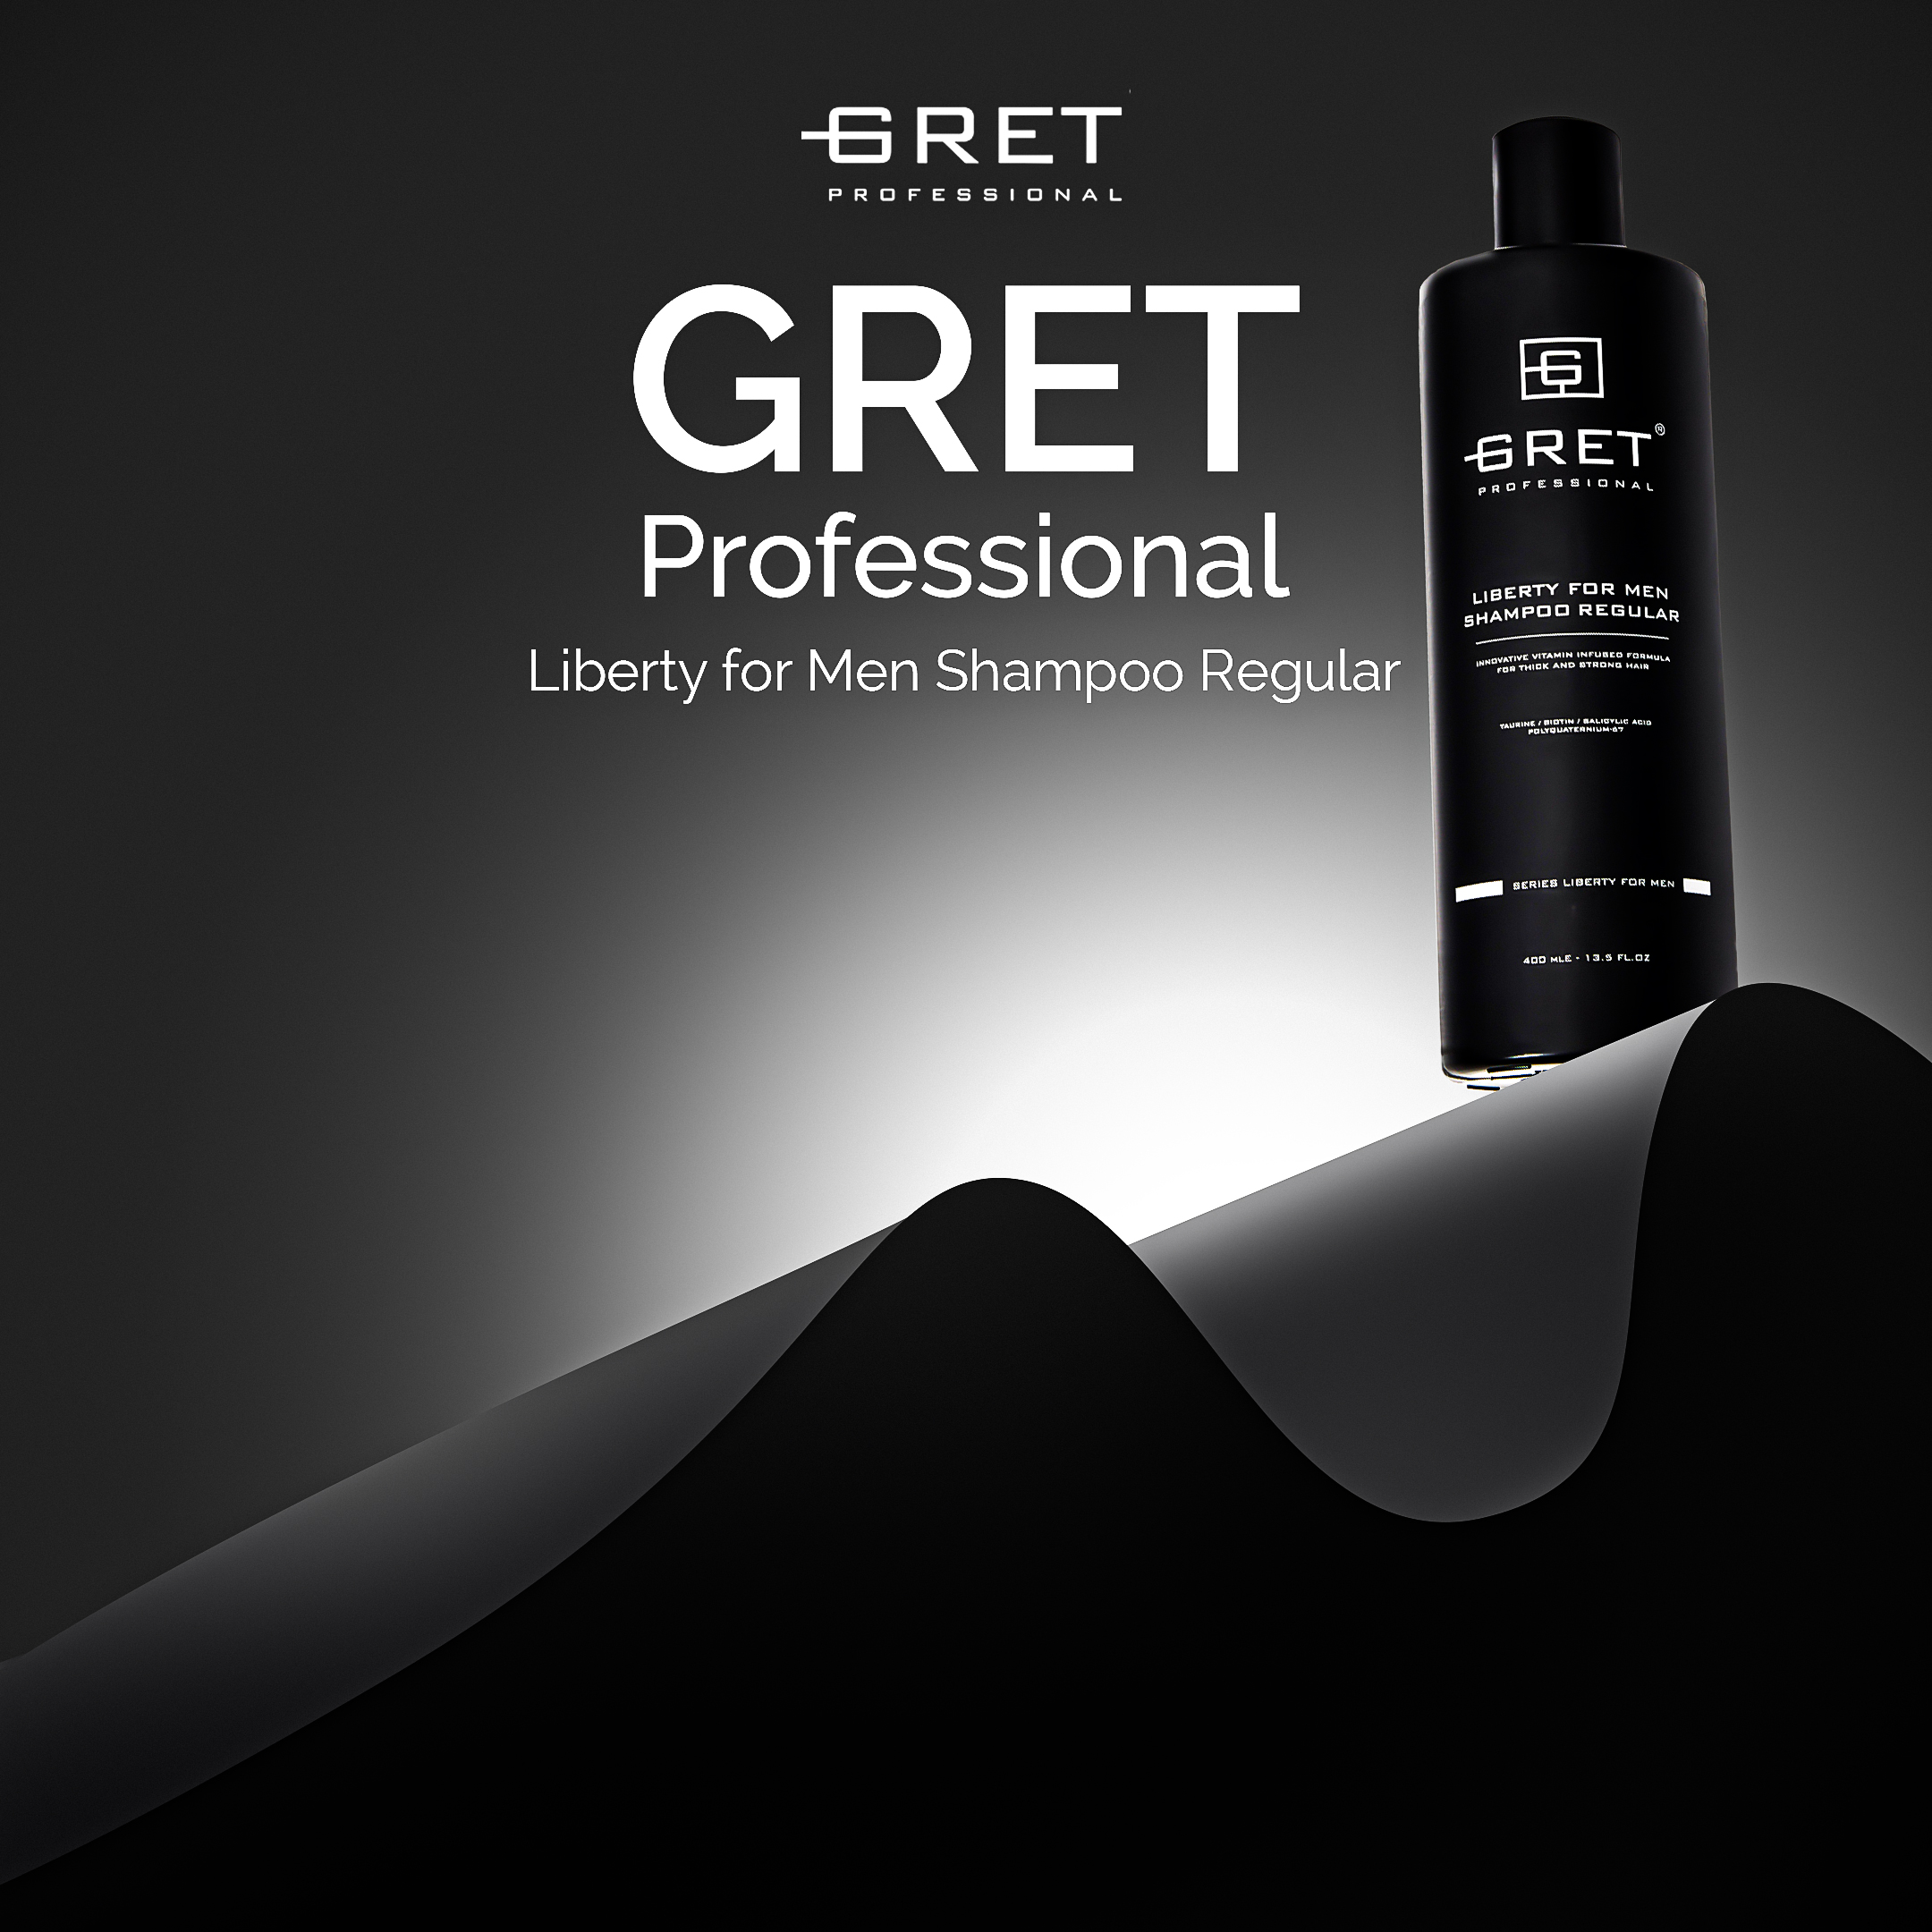 GRET
PROFESSIONAL
GRET
Professional
Liberty for Men Shampoo Regular
G
GRET®
PROFESSIONAL
LIBERTY FOR MEN
SHAMPOO REGULAR
INNOVATIVE VITAMIN INFUSED FORMULA
FOR THICK AND STRONG HAIR
TAURINE / BIOTIN / SALICYLIC ACID
POLYQUATERNIUM-67
SERIES LIBERTY FOR MEN
400 MLE - 13.5 FL.OZ